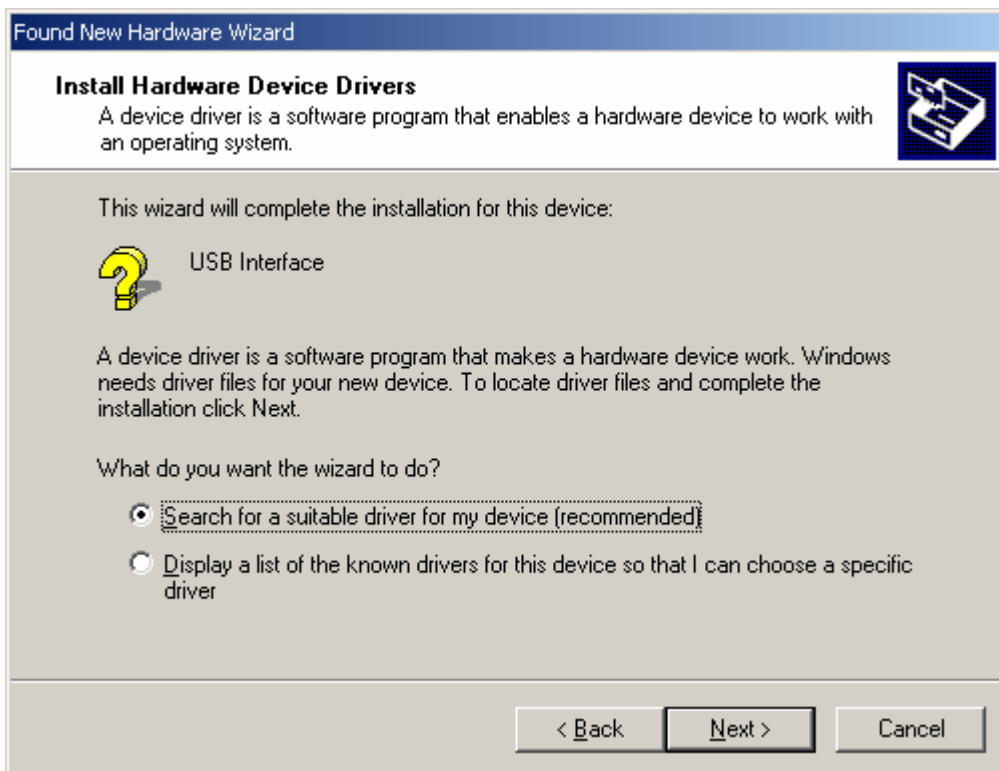 Found New Hardware Wizard
Install Hardware Device Drivers
A device driver is a software program that enables a hardware device to work with
an operating system.
This wizard will complete the installation for this device:
USB Interface
A device driver is a software program that makes a hardware device work. Windows
needs driver files for your new device. To locate driver files and complete the
installation click Next.
What do you want the wizard to do?
Search for a suitable driver for my device (recommended)
Display a list of the known drivers for this device so that I can choose a specific
driver
< Back Next > Cancel